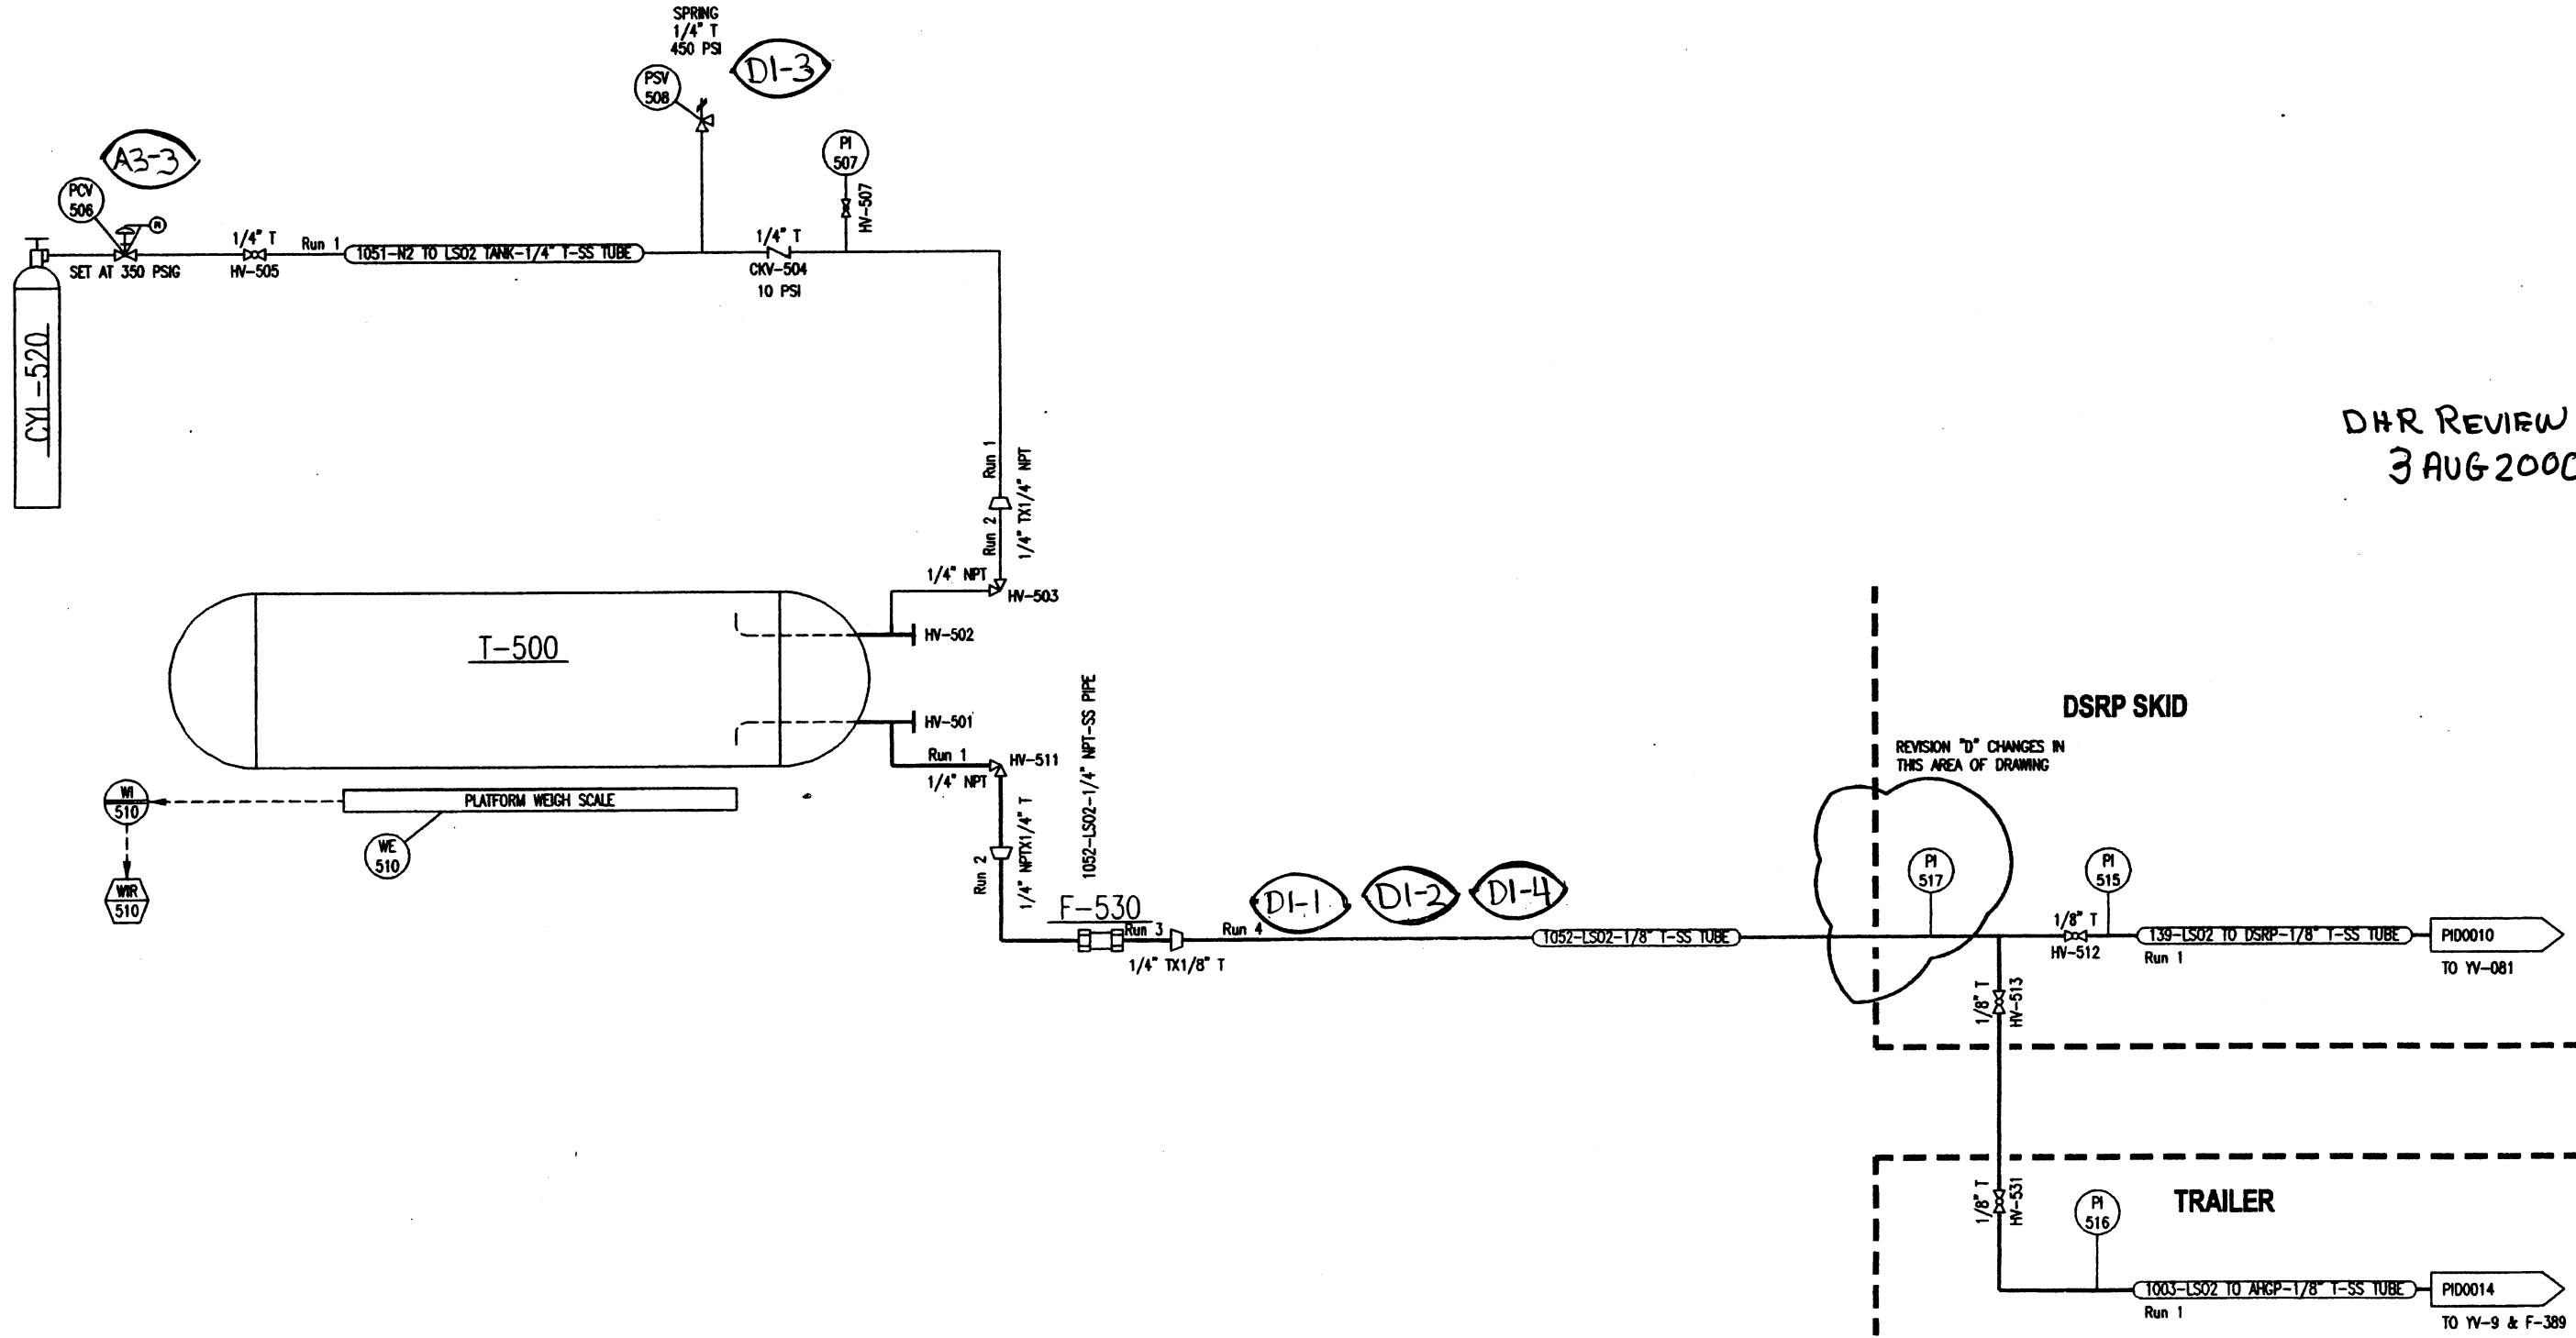 SPRING
1/4" T
450 PSI
D1-3
PSV
508
A3-3
PCV
506
R
PI
507
HV-507
1/4" T
Run 1
1051-N2 TO LSO2 TANK-1/4" T-SS TUBE
1/4" T
SET AT 350 PSIG
HV-505
CKV-504
10 PSI
CYL-520
DHR REVIEW
3 AUG 200
Run 1
Run 2
1/4" TX1/4" NPT
1/4" NPT
HV-503
HV-502
T-500
HV-501
Run 1
HV-511
1/4" NPT
1052-LSO2-1/4" NPT-SS PIPE
1/4" NPTX1/4" T
Run 2
WI
510
PLATFORM WEIGH SCALE
WE
510
WIR
510
F-530
Run 3
1/4" TX1/8" T
Run 4
D1-1
D1-2
D1-4
1052-LSO2-1/8" T-SS TUBE
DSRP SKID
REVISION "D" CHANGES IN
THIS AREA OF DRAWING
PI
517
PI
515
1/8" T
HV-512
139-LSO2 TO DSRP-1/8" T-SS TUBE
Run 1
PID0010
TO YV-081
1/8" T
HV-513
TRAILER
1/8" T
HV-531
PI
516
1003-LSO2 TO AHGP-1/8" T-SS TUBE
Run 1
PID0014
TO YV-9 & F-389